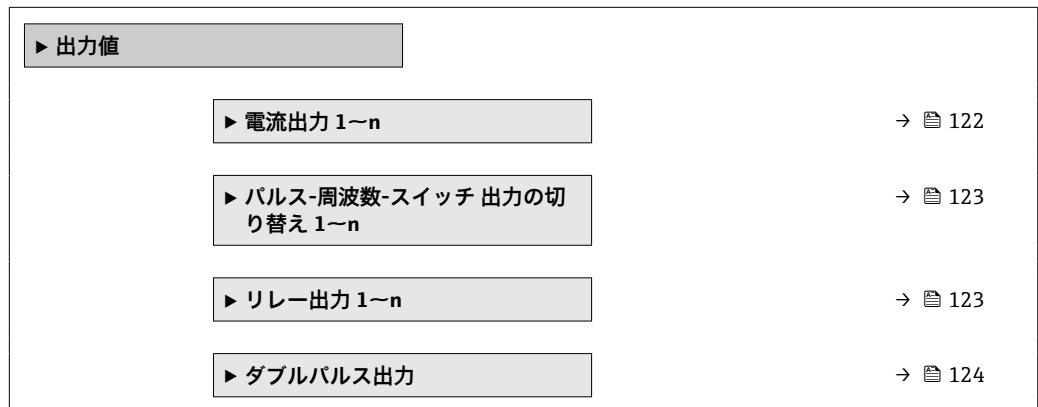 ▶ 出力値
▶ 電流出力 1～n → 122
▶ パルス-周波数-スイッチ 出力の切 → 123
り替え 1～n
▶ リレー出力 1～n → 123
▶ ダブルパルス出力 → 124